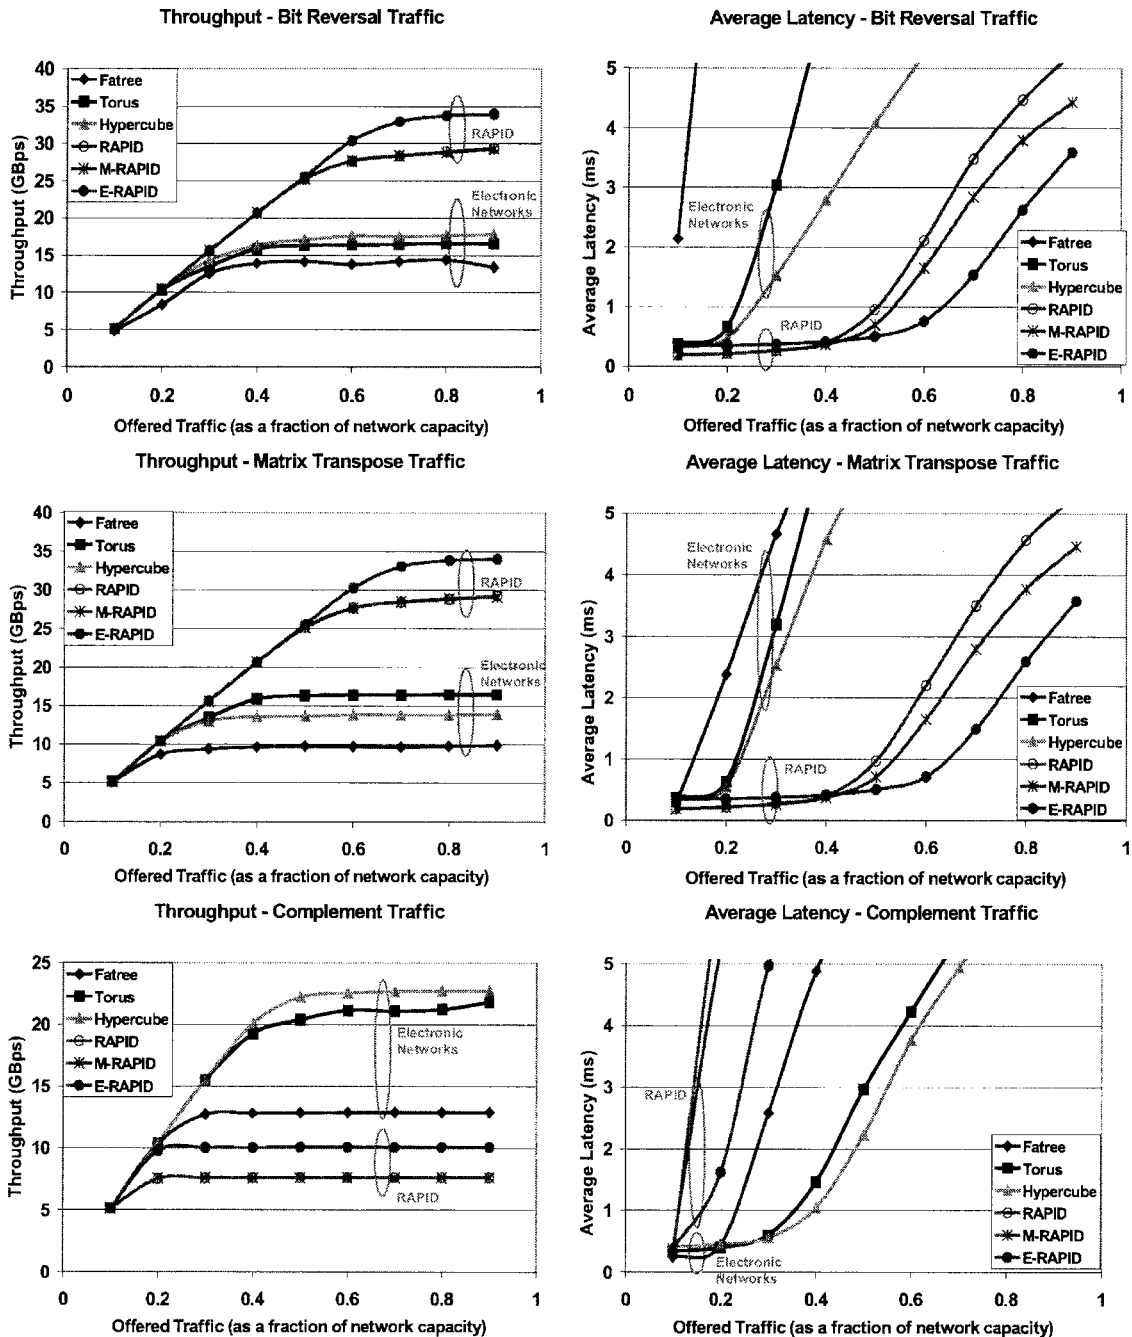 Throughput - Bit Reversal Traffic
40
35
30
25
20
15
10
5
0
Throughput (GBps)
Fatree
Torus
Hypercube
RAPID
M-RAPID
E-RAPID
RAPID
Electronic
Networks
0
0.2
0.4
0.6
0.8
1
Offered Traffic (as a fraction of network capacity)
Average Latency - Bit Reversal Traffic
5
4
3
2
1
0
Average Latency (ms)
Electronic
Networks
RAPID
Fatree
Torus
Hypercube
RAPID
M-RAPID
E-RAPID
0
0.2
0.4
0.6
0.8
1
Offered Traffic (as a fraction of network capacity)
Throughput - Matrix Transpose Traffic
40
35
30
25
20
15
10
5
0
Throughput (GBps)
Fatree
Torus
Hypercube
RAPID
M-RAPID
E-RAPID
RAPID
Electronic
Networks
0
0.2
0.4
0.6
0.8
1
Offered Traffic (as a fraction of network capacity)
Average Latency - Matrix Transpose Traffic
5
4
3
2
1
0
Average Latency (ms)
Electronic
Networks
RAPID
Fatree
Torus
Hypercube
RAPID
M-RAPID
E-RAPID
0
0.2
0.4
0.6
0.8
1
Offered Traffic (as a fraction of network capacity)
Throughput - Complement Traffic
25
20
15
10
5
0
Throughput (GBps)
Fatree
Torus
Hypercube
RAPID
M-RAPID
E-RAPID
Electronic
Networks
RAPID
0
0.2
0.4
0.6
0.8
1
Offered Traffic (as a fraction of network capacity)
Average Latency - Complement Traffic
5
4
3
2
1
0
Average Latency (ms)
RAPID
Electronic
Networks
Fatree
Torus
Hypercube
RAPID
M-RAPID
E-RAPID
0
0.2
0.4
0.6
0.8
1
Offered Traffic (as a fraction of network capacity)